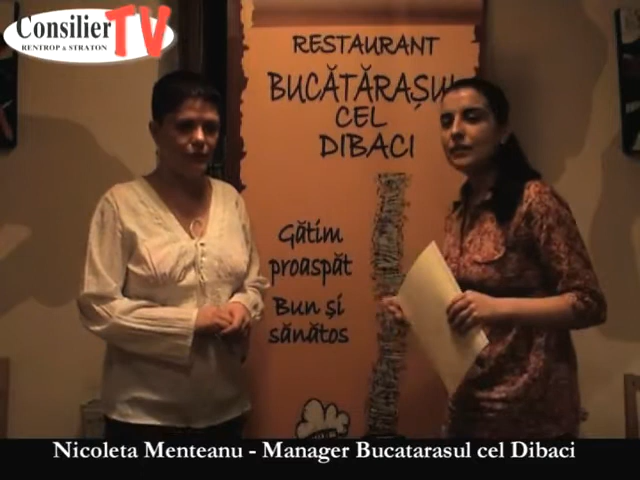 Consilier
TV
RENTROP & STRATON
RESTAURANT
BUCĂTĂRAȘUL
CEL
DIBACI
Gătim
proaspăt
Bun și
sănătos
Nicoleta Menteanu - Manager Bucatarasul cel Dibaci